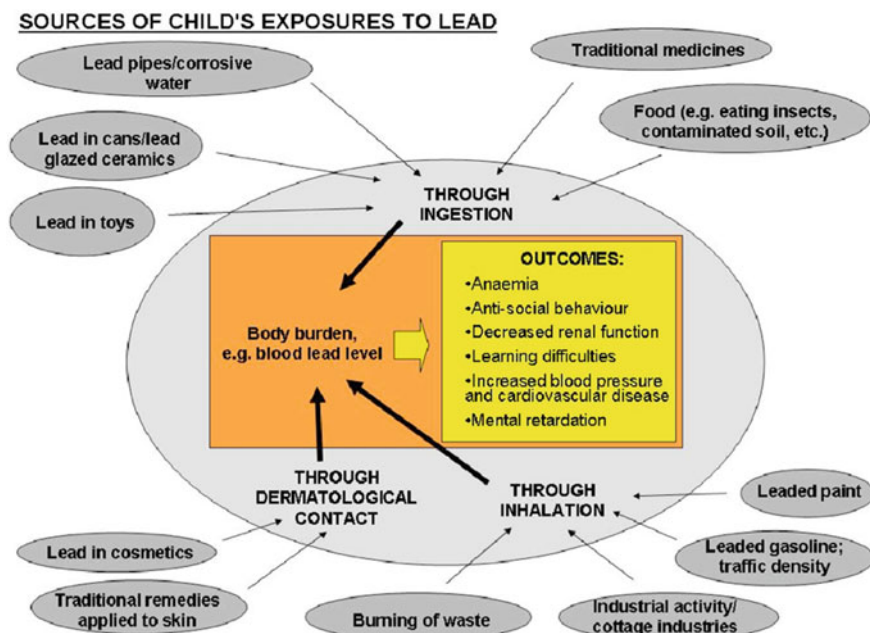 SOURCES OF CHILD'S EXPOSURES TO LEAD
Lead pipes/corrosive
water
Traditional medicines
Food (e.g. eating insects,
contaminated soil, etc.)
Lead in cans/lead
glazed ceramics
Lead in toys
THROUGH
INGESTION
OUTCOMES:
•Anaemia
•Anti-social behaviour
•Decreased renal function
•Learning difficulties
•Increased blood pressure
and cardiovascular disease
•Mental retardation
Body burden,
e.g. blood lead level
THROUGH
DERMATOLOGICAL
CONTACT
THROUGH
INHALATION
Leaded paint
Leaded gasoline;
traffic density
Lead in cosmetics
Traditional remedies
applied to skin
Burning of waste
Industrial activity/
cottage industries